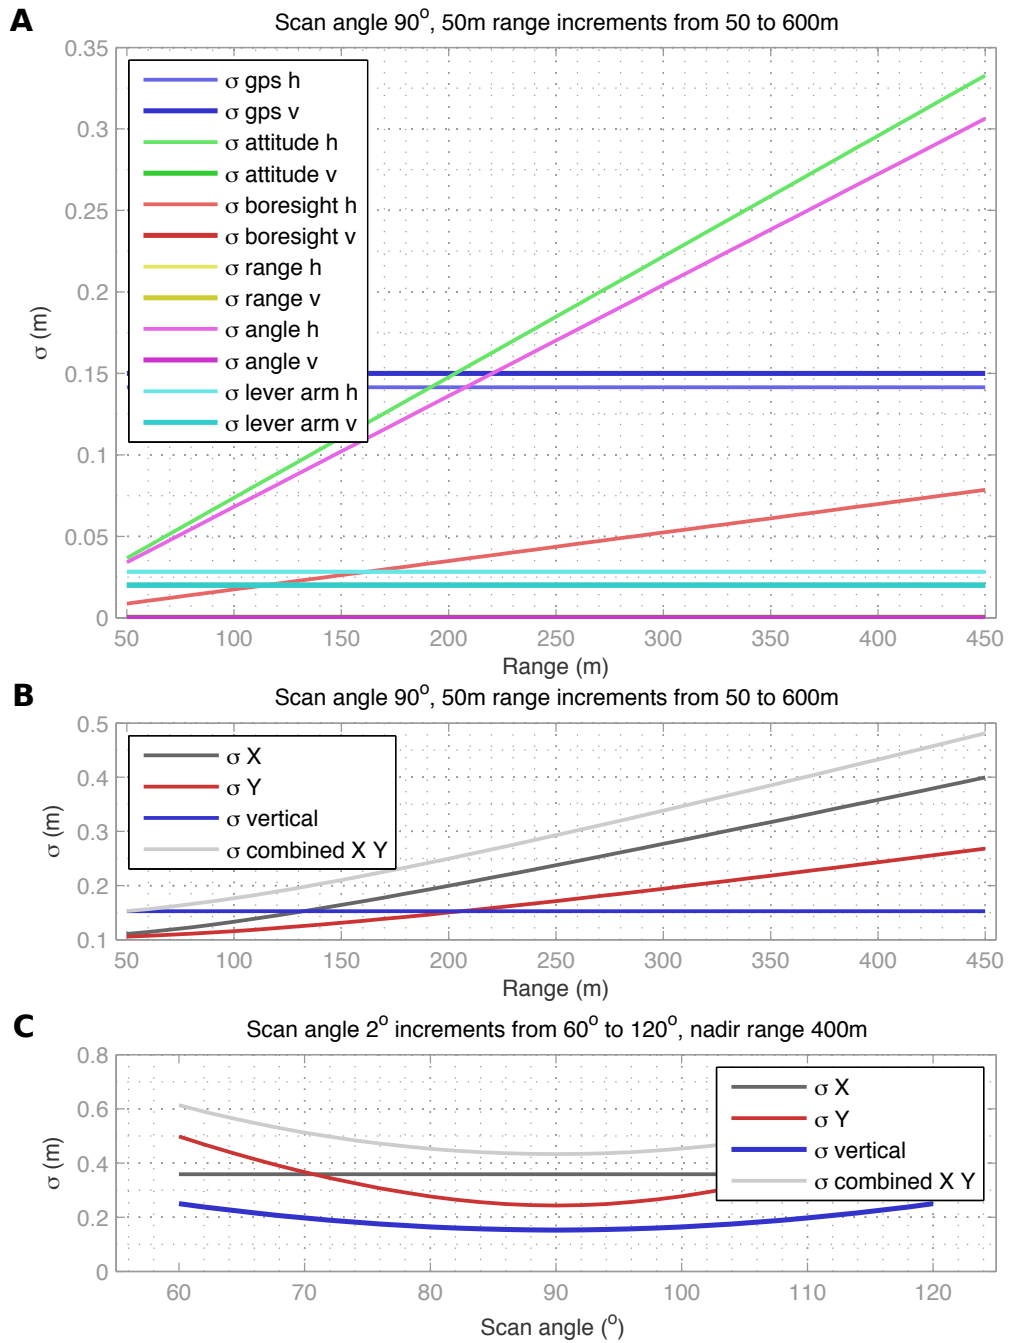 A
Scan angle 90°, 50m range increments from 50 to 600m
0.35
0.3
0.25
0.2
0.15
0.1
0.05
0
σ (m)
σ gps h
σ gps v
σ attitude h
σ attitude v
σ boresight h
σ boresight v
σ range h
σ range v
σ angle h
σ angle v
σ lever arm h
σ lever arm v
50 100 150 200 250 300 350 400 450
Range (m)
B
Scan angle 90°, 50m range increments from 50 to 600m
0.5
0.4
0.3
0.2
0.1
σ (m)
σ X
σ Y
σ vertical
σ combined X Y
50 100 150 200 250 300 350 400 450
Range (m)
C
Scan angle 2° increments from 60° to 120°, nadir range 400m
0.8
0.6
0.4
0.2
0
σ (m)
σ X
σ Y
σ vertical
σ combined X Y
60 70 80 90 100 110 120
Scan angle (°)